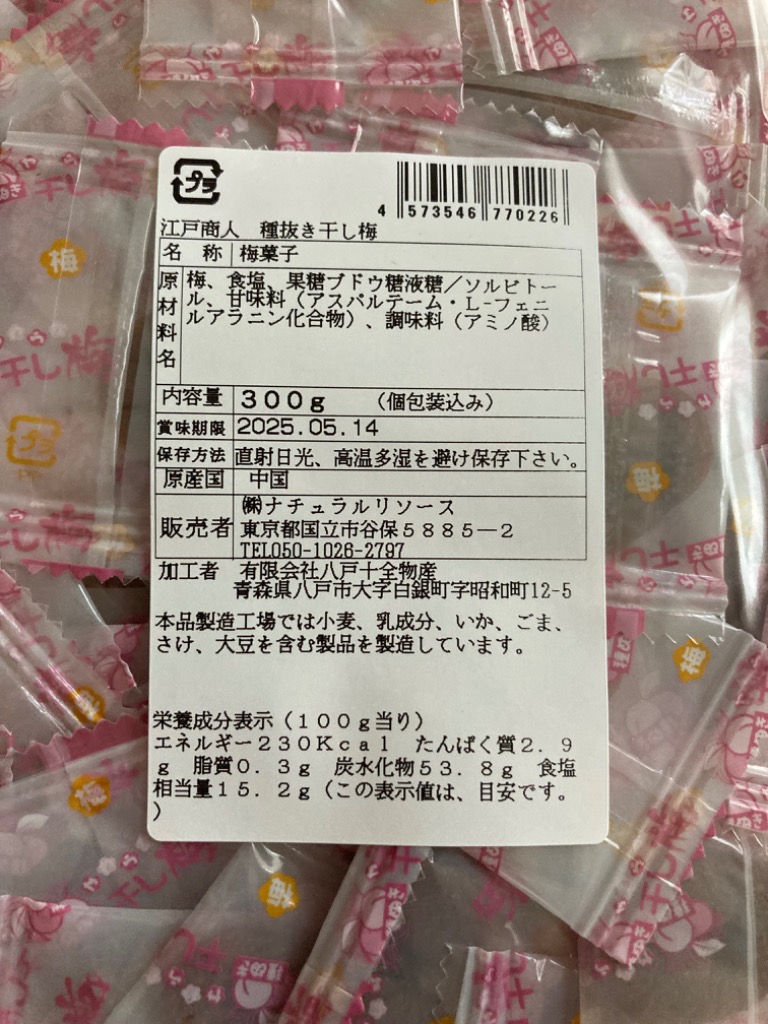 プラ
4 573546 770226
江戸商人 種抜き干し梅
名 称 梅菓子
原材料名 梅、食塩、果糖ブドウ糖液糖／ソルビトー
ル、甘味料（アスパルテーム・L-フェニ
ルアラニン化合物）、調味料（アミノ酸）
内容量 300g （個包装込み）
賞味期限 2025.05.14
保存方法 直射日光、高温多湿を避け保存下さい。
原産国 中国
販売者 ㈱ナチュラルリソース
東京都国立市谷保5885―2
TEL050-1026-2797
加工者 有限会社八戸十全物産
青森県八戸市大字白銀町字昭和町12-5
本品製造工場では小麦、乳成分、いか、ごま、
さけ、大豆を含む製品を製造しています。
栄養成分表示（100g当り）
エネルギー230Kcal たんぱく質2.9
g 脂質0.3g 炭水化物53.8g 食塩
相当量15.2g（この表示値は、目安です。
）
梅
干し梅
プラ
梅
梅
干し梅